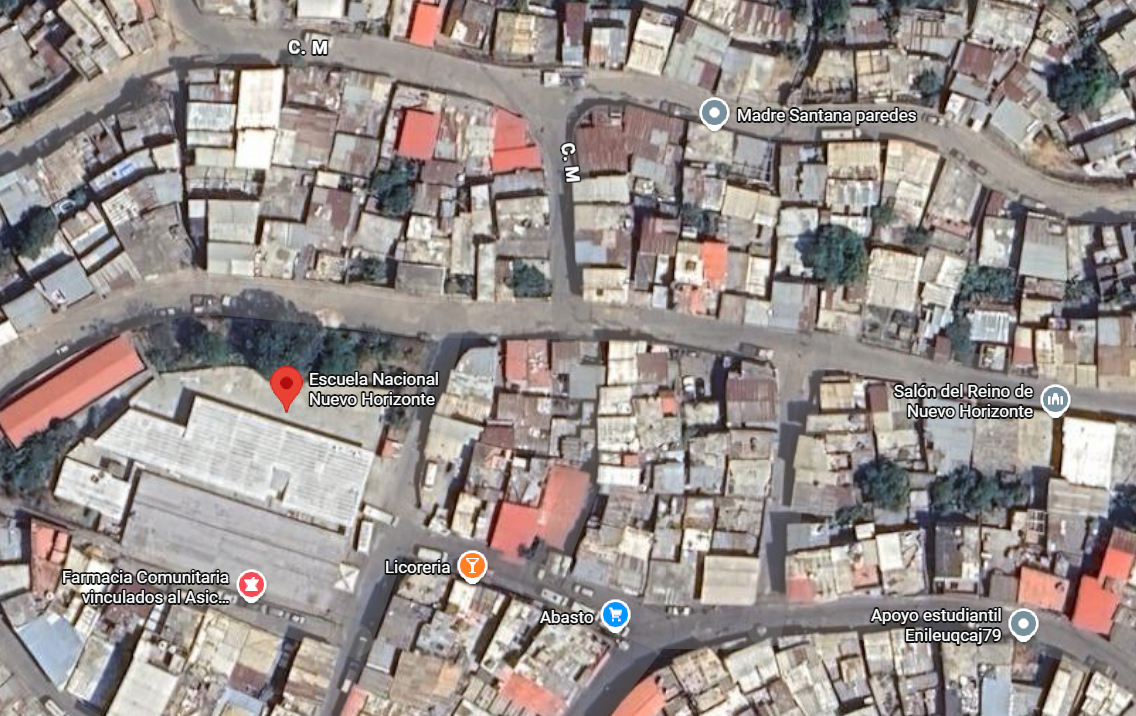 C. M
Madre Santana paredes
C. M
Escuela Nacional
Nuevo Horizonte
Salón del Reino de
Nuevo Horizonte
Licoreria
Farmacia Comunitaria
vinculados al Asic...
Abasto
Apoyo estudiantil
Enileuqcaj79